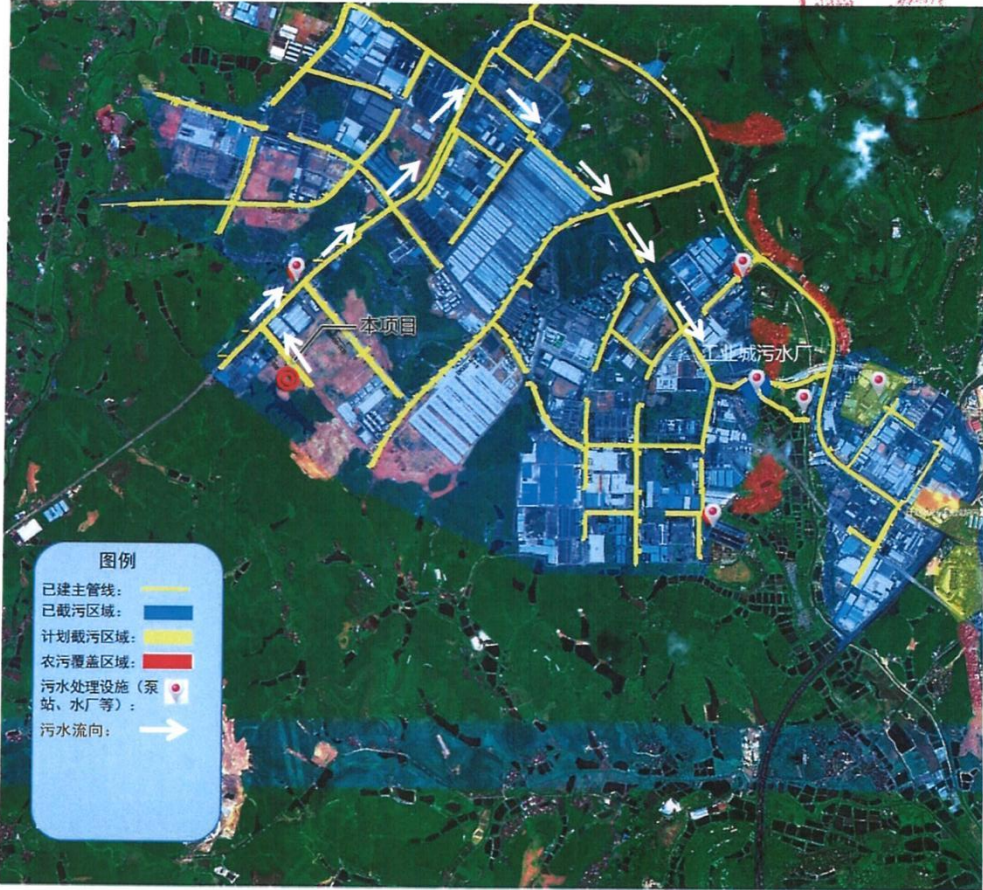 本项目
工业城污水厂
图例
已建主管线：
已截污区域：
计划截污区域：
农污覆盖区域：
污水处理设施（泵
站、水厂等）：
污水流向：